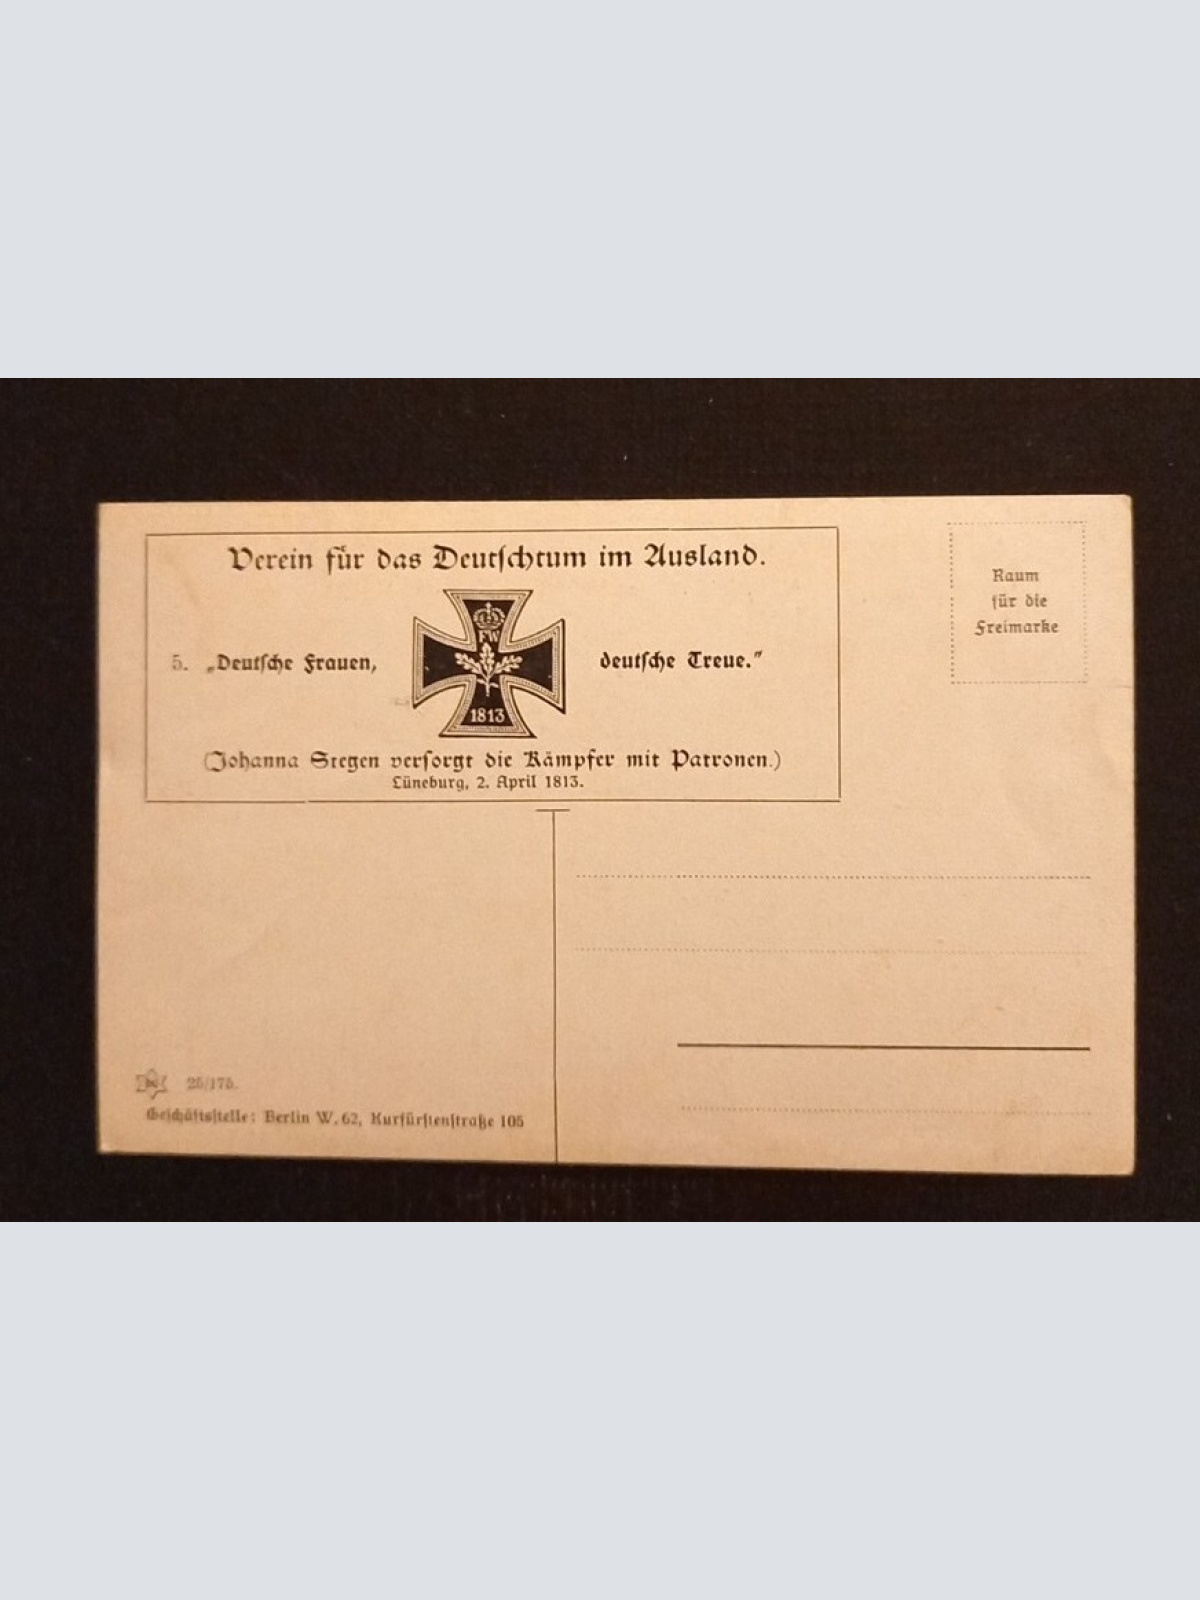 Verein für das Deutschtum im Ausland.
Raum
für die
Freimarke
FW
5. „Deutsche Frauen, deutsche Treue."
1813
(Johanna Stegen versorgt die Kämpfer mit Patronen.)
Lüneburg, 2. April 1813.
25/175.
Geschäftsstelle: Berlin W. 62, Kurfürstenstraße 105